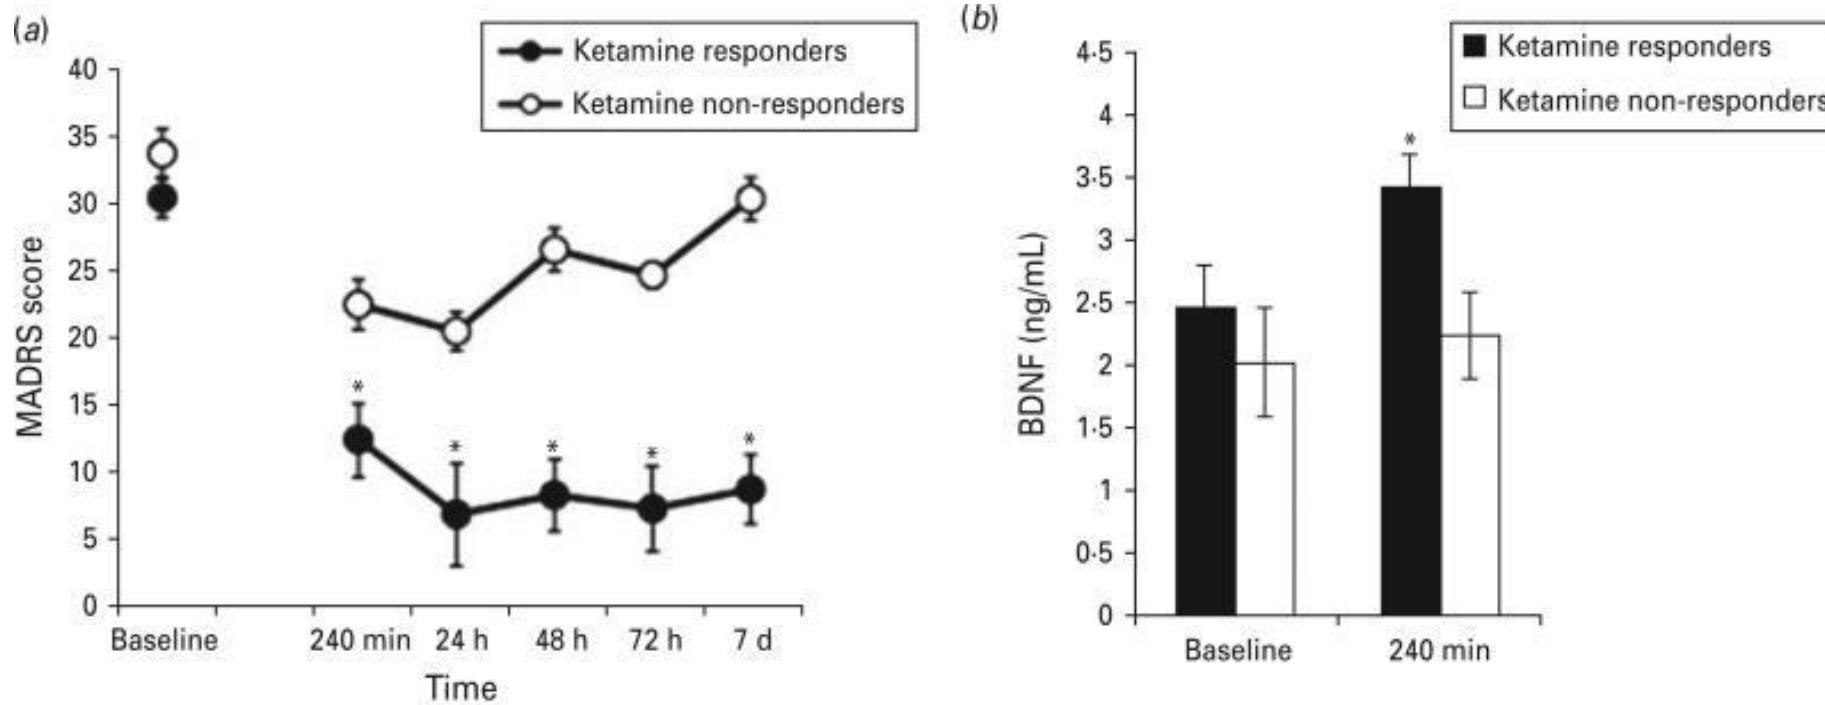 (a)
Ketamine responders
Ketamine non-responders
MADRS score
40
35
30
25
20
15
10
5
0
*
*
*
*
*
Baseline
240 min
24 h
48 h
72 h
7 d
Time
(b)
Ketamine responders
Ketamine non-responders
BDNF (ng/mL)
4·5
4
3·5
3
2·5
2
1·5
1
0·5
0
*
Baseline
240 min